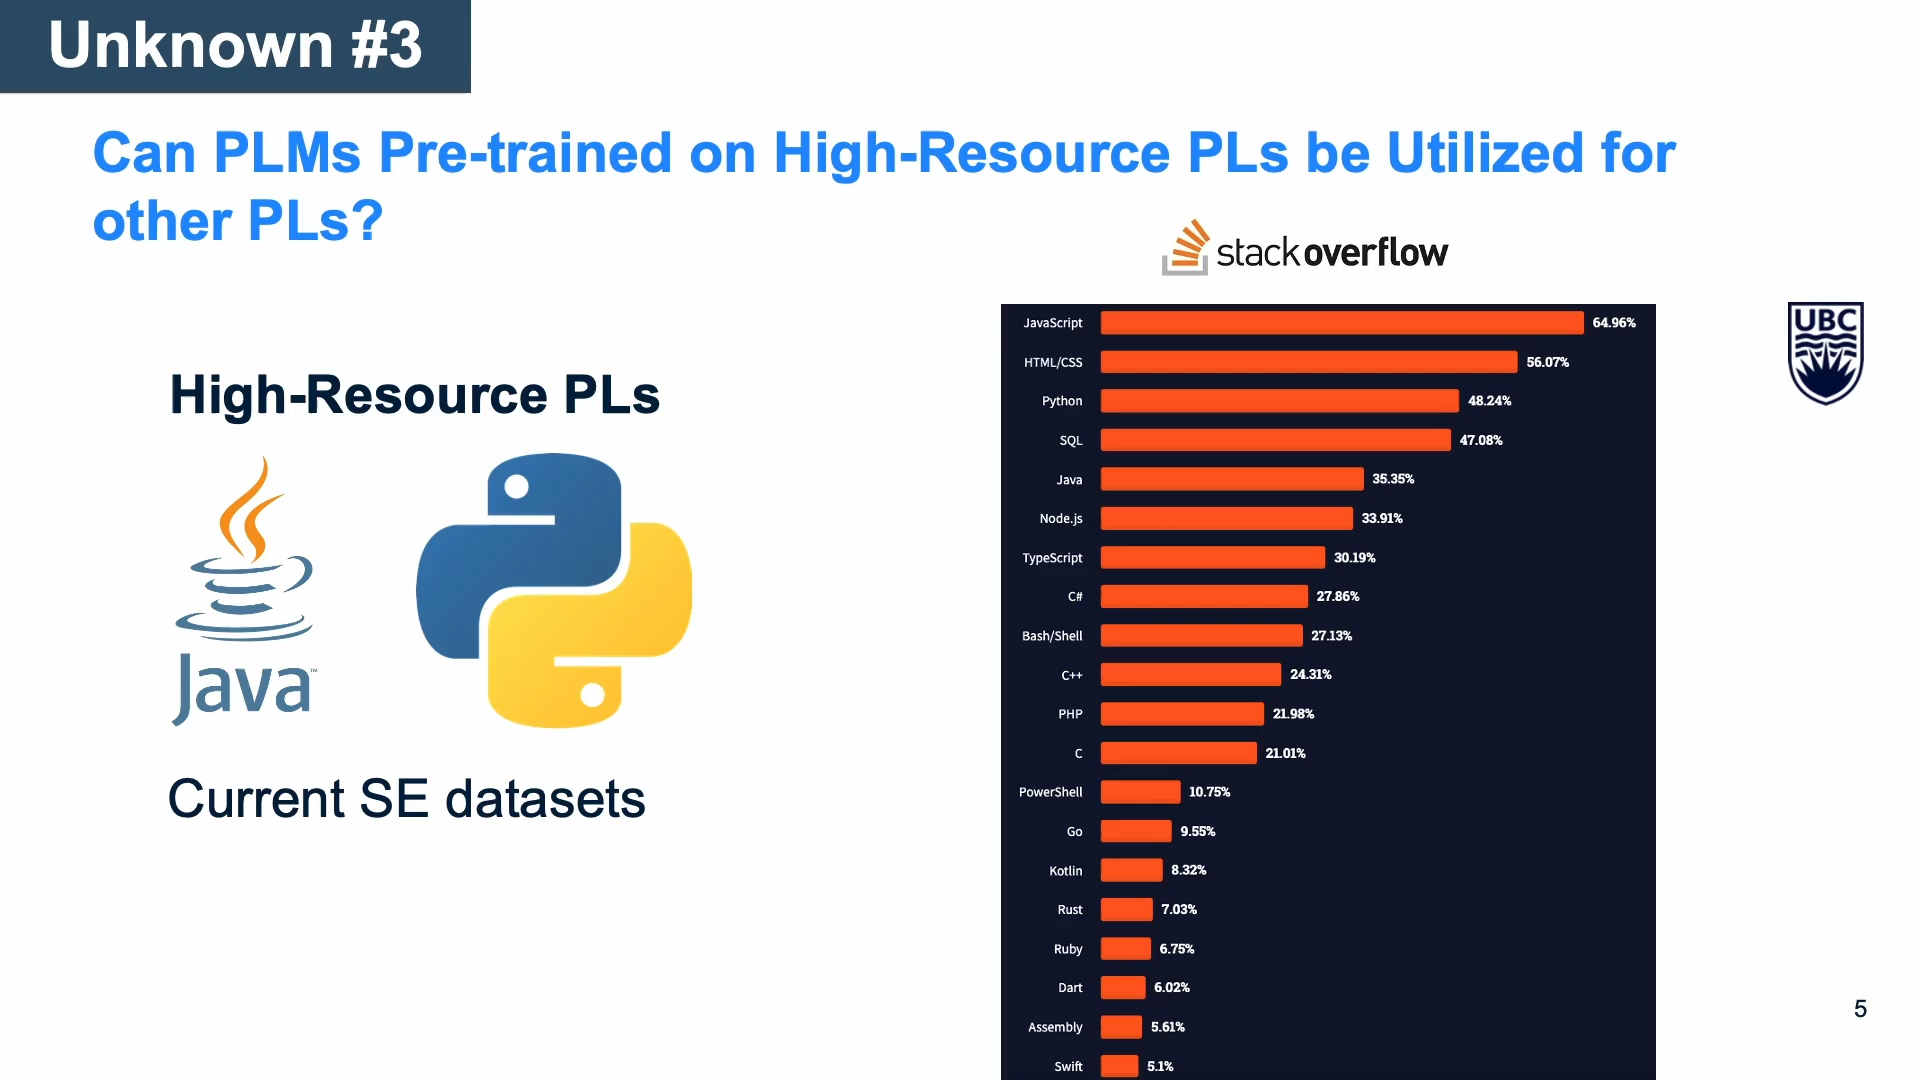 Unknown #3
Can PLMs Pre-trained on High-Resource PLs be Utilized for
other PLs?
stackoverflow
High-Resource PLs
Java™
Current SE datasets
JavaScript 64.96%
HTML/CSS 56.07%
Python 48.24%
SQL 47.08%
Java 35.35%
Node.js 33.91%
TypeScript 30.19%
C# 27.86%
Bash/Shell 27.13%
C++ 24.31%
PHP 21.98%
C 21.01%
PowerShell 10.75%
Go 9.55%
Kotlin 8.32%
Rust 7.03%
Ruby 6.75%
Dart 6.02%
Assembly 5.61%
Swift 5.1%
UBC
5